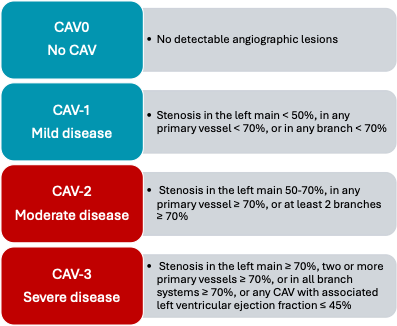 CAV0
No CAV
• No detectable angiographic lesions
CAV-1
Mild disease
• Stenosis in the left main < 50%, in any
primary vessel < 70%, or in any branch < 70%
CAV-2
Moderate disease
• Stenosis in the left main 50-70%, in any
primary vessel ≥ 70%, or at least 2 branches
≥ 70%
CAV-3
Severe disease
• Stenosis in the left main ≥ 70%, two or more
primary vessels ≥ 70%, or in all branch
systems ≥ 70%, or any CAV with associated
left ventricular ejection fraction ≤ 45%